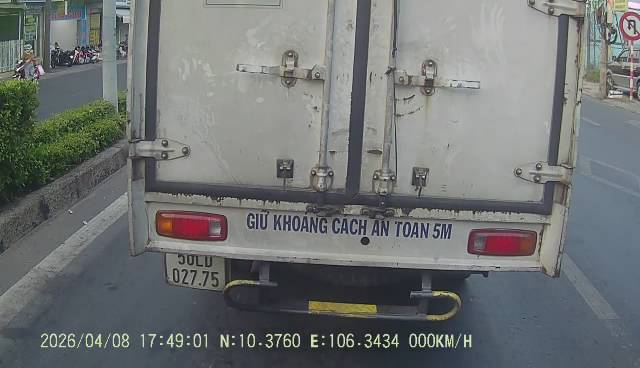 GIỮ KHOẢNG CÁCH AN TOÀN 5M
50LD
027.75
2026/04/08 17:49:01 N:10.3760 E:106.3434 000KM/H